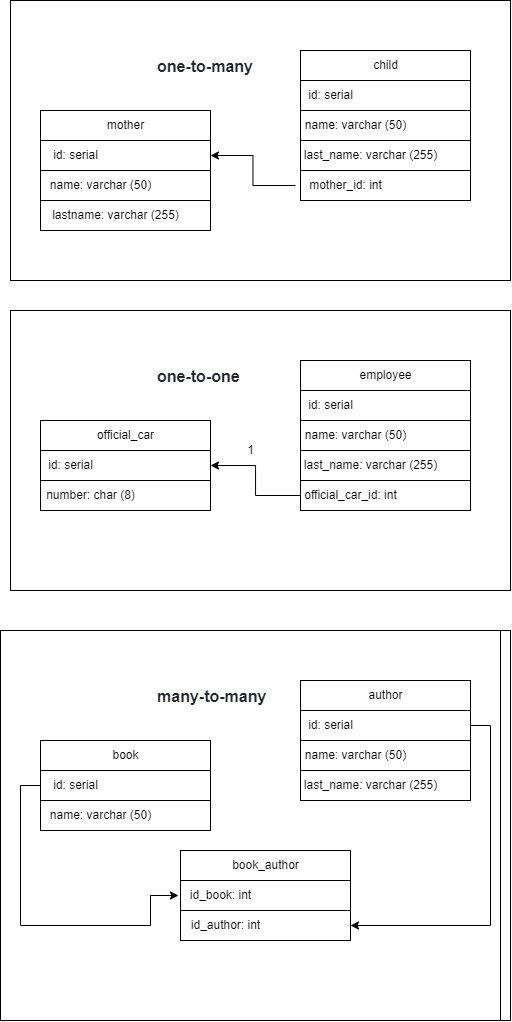 one-to-many
child
id: serial
name: varchar (50)
last_name: varchar (255)
mother_id: int
mother
id: serial
name: varchar (50)
lastname: varchar (255)
one-to-one
employee
id: serial
name: varchar (50)
last_name: varchar (255)
official_car_id: int
official_car
id: serial
number: char (8)
1
many-to-many
author
id: serial
name: varchar (50)
last_name: varchar (255)
book
id: serial
name: varchar (50)
book_author
id_book: int
id_author: int